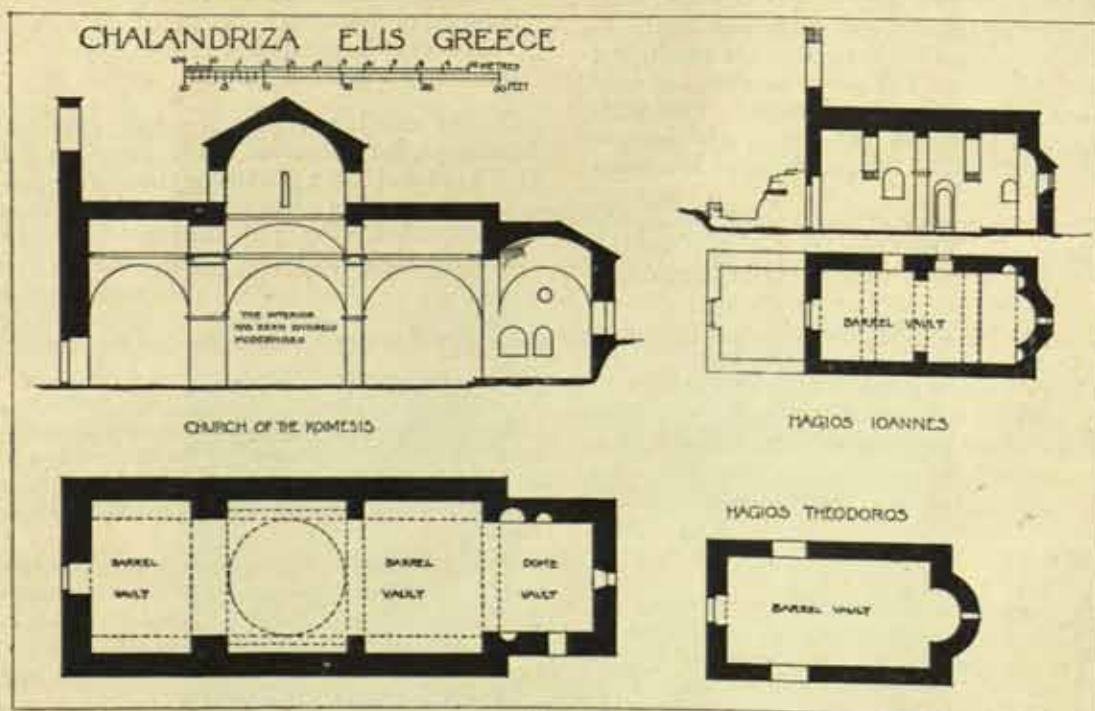 CHALANDRIZA ELIS GREECE
METRES
FEET
THE INTERIOR
HAS BEEN ENTIRELY
MODERNISED
CHURCH OF THE KOIMESIS
BARREL VAULT
HAGIOS IOANNES
BARREL
VAULT
BARREL
VAULT
DOME
VAULT
HAGIOS THEODOROS
BARREL VAULT